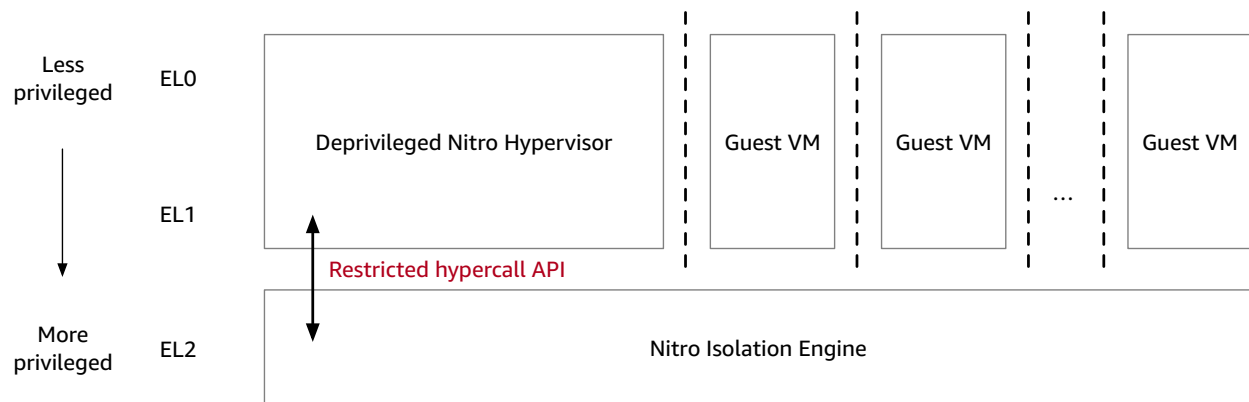 Less
privileged
EL0
Deprivileged Nitro Hypervisor
Guest VM
Guest VM
Guest VM
EL1
...
Restricted hypercall API
More
privileged
EL2
Nitro Isolation Engine